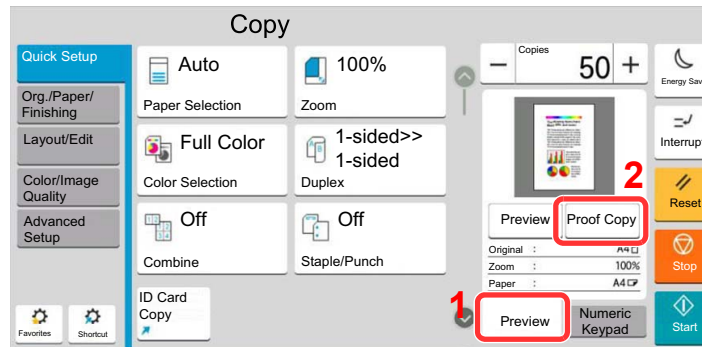 Copy
Quick Setup
Org./Paper/
Finishing
Layout/Edit
Color/Image
Quality
Advanced
Setup
Favorites
Shortcut
Auto
Paper Selection
100%
Zoom
Full Color
Color Selection
1-sided>>
1-sided
Duplex
Off
Combine
Off
Staple/Punch
ID Card
Copy
Copies
50
2
Preview
Proof Copy
Original :
A4
Zoom :
100%
Paper :
A4
1
Preview
Numeric
Keypad
Energy Sav
Interrupt
Reset
Stop
Start